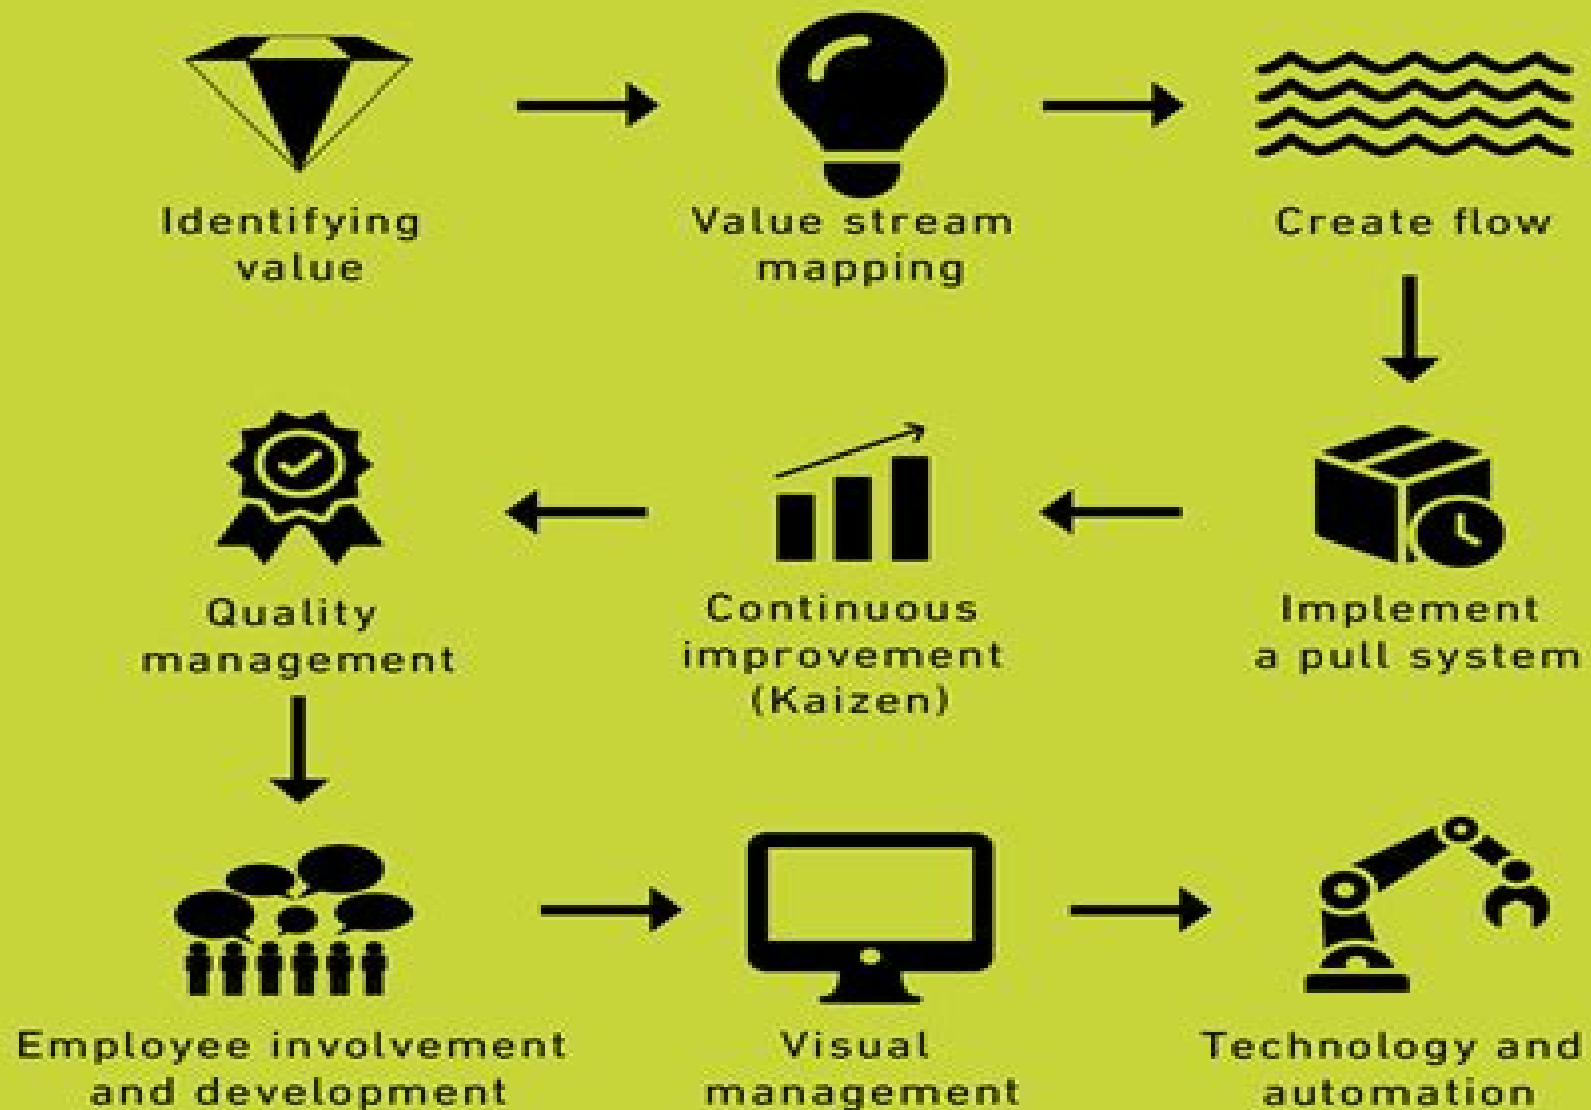 Identifying
value
Value stream
mapping
Create flow
Implement
a pull system
Continuous
improvement
(Kaizen)
Quality
management
Employee involvement
and development
Visual
management
Technology and
automation